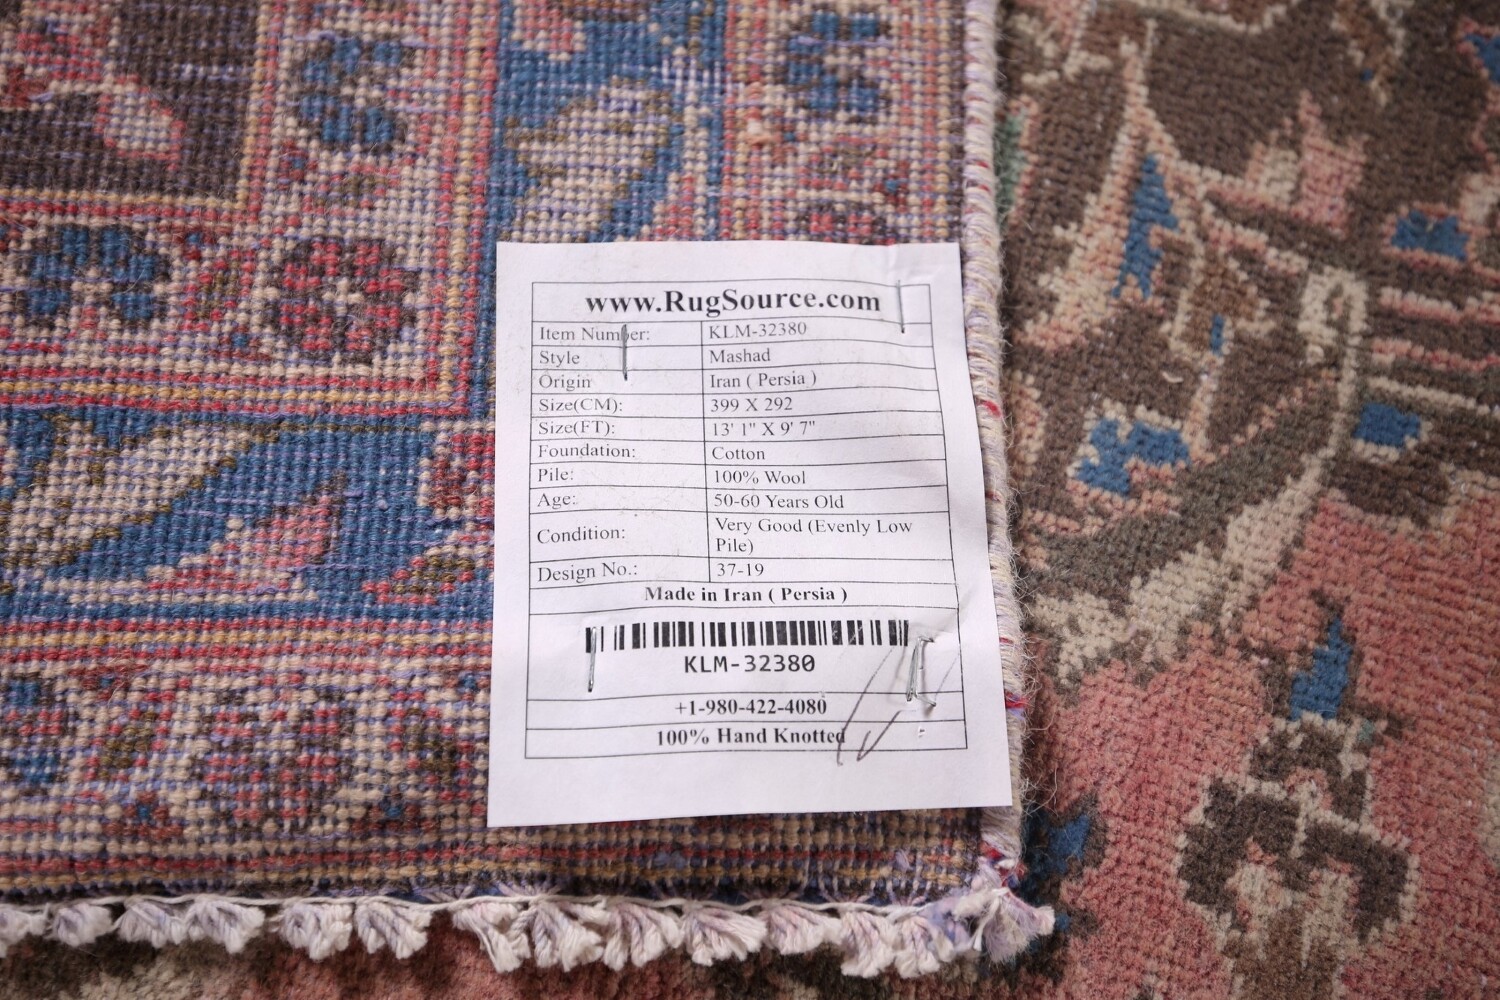 www.RugSource.com
Item Number: KLM-32380
Style Mashad
Origin Iran ( Persia )
Size(CM): 399 X 292
Size(FT): 13' 1" X 9' 7"
Foundation: Cotton
Pile: 100% Wool
Age: 50-60 Years Old
Condition: Very Good (Evenly Low
Pile)
Design No.: 37-19
Made in Iran ( Persia )
KLM-32380
+1-980-422-4080
100% Hand Knotted